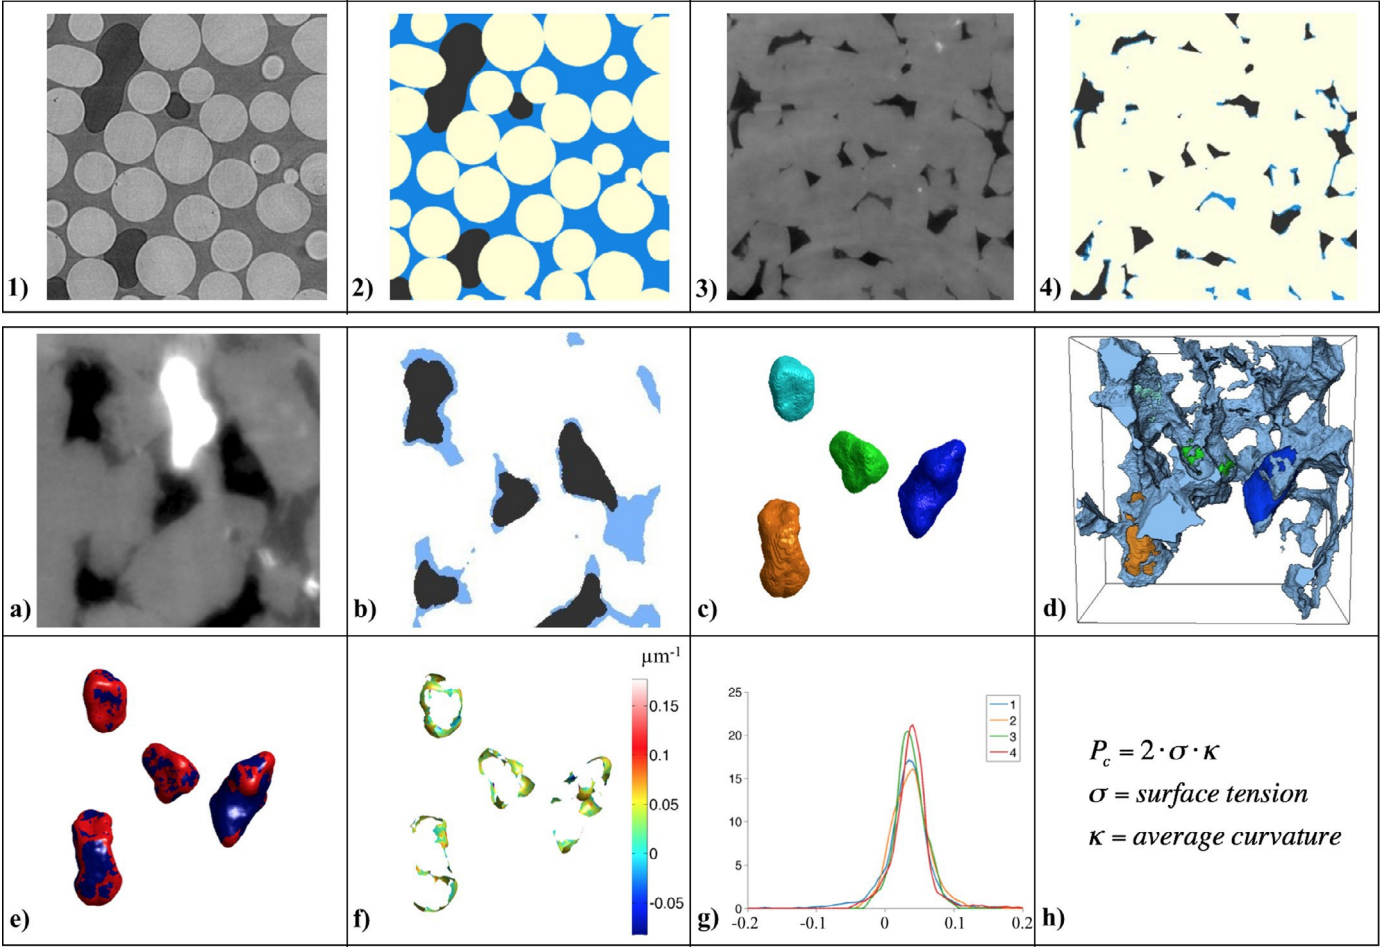 1)
2)
3)
4)
a)
b)
c)
d)
e)
f)
µm-1
0.15
0.1
0.05
0
-0.05
g)
25
20
15
10
5
0
-0.2
-0.1
0
0.1
0.2
1
2
3
4
h)
Pc = 2·σ·κ
σ = surface tension
κ = average curvature